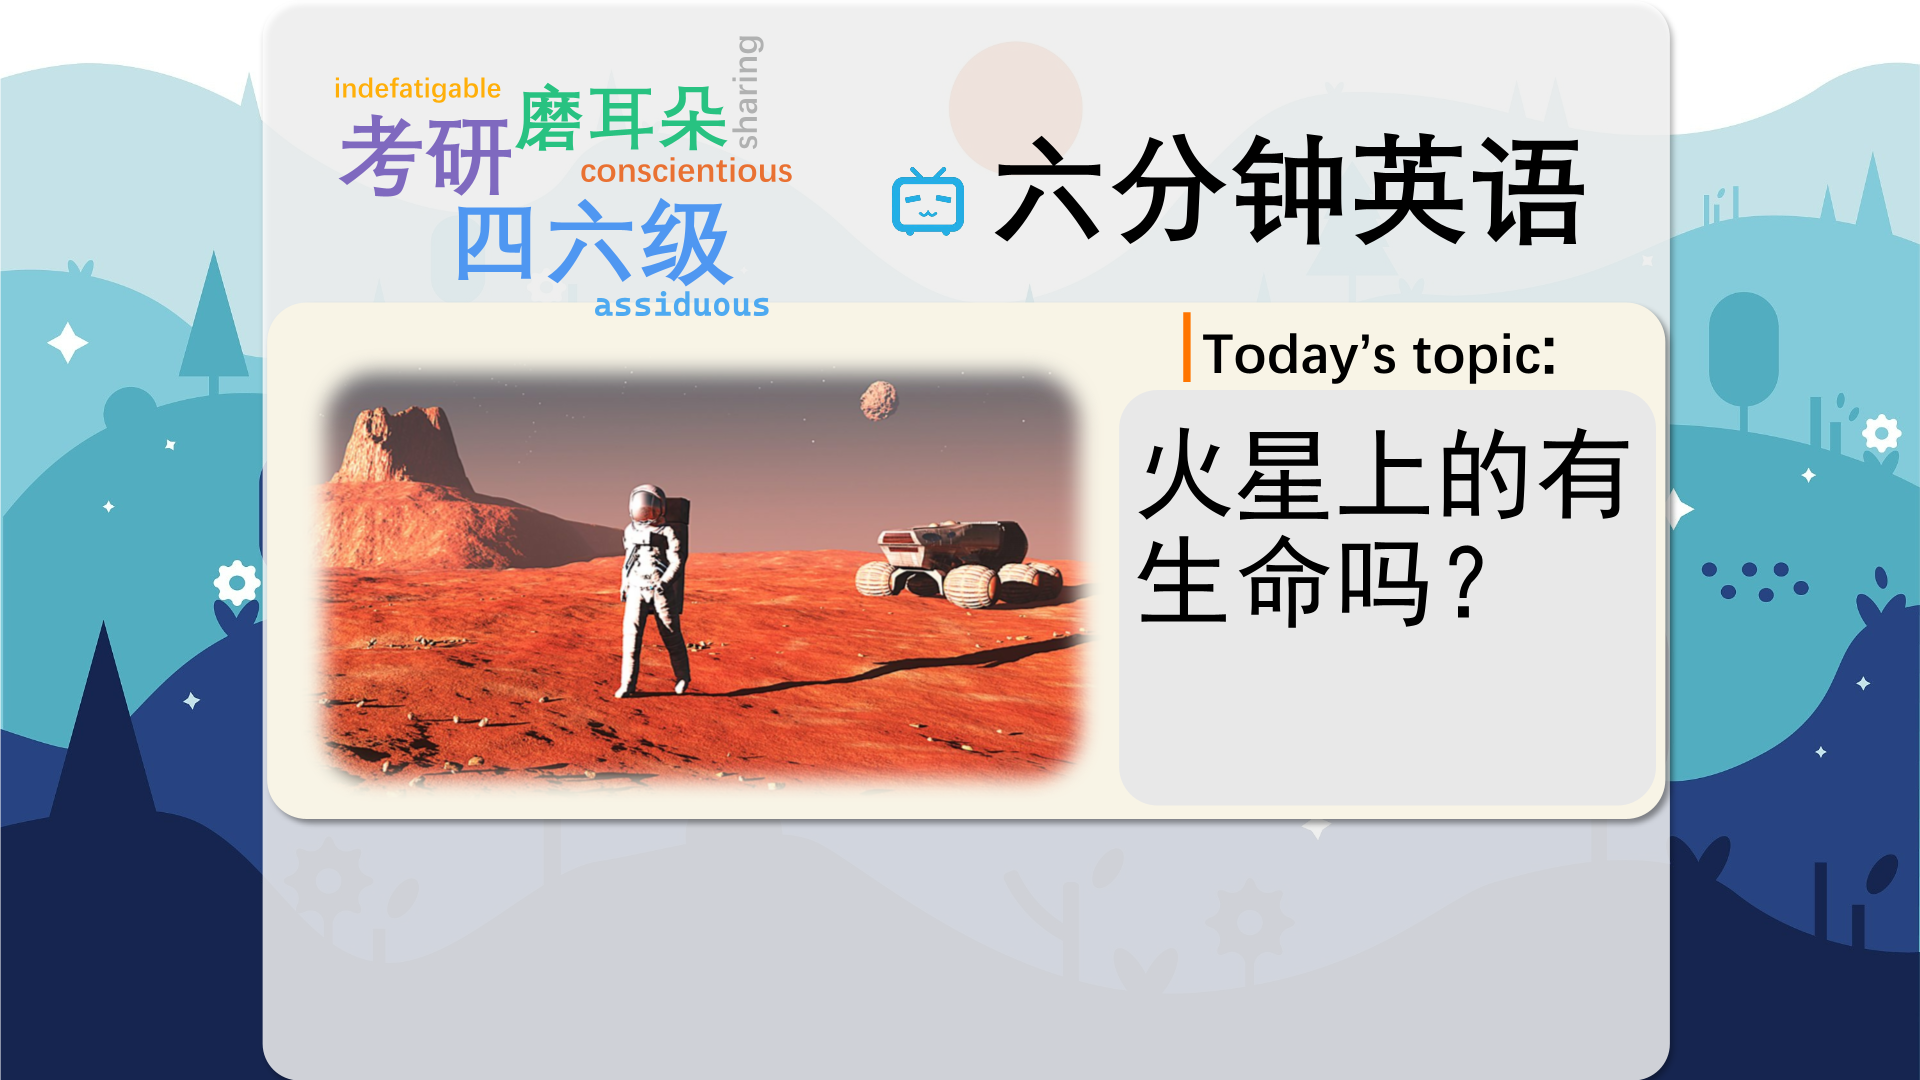 indefatigable
考研
磨耳朵
sharing
conscientious
四六级
assiduous
六分钟英语
Today’s topic:
火星上的有
生命吗？